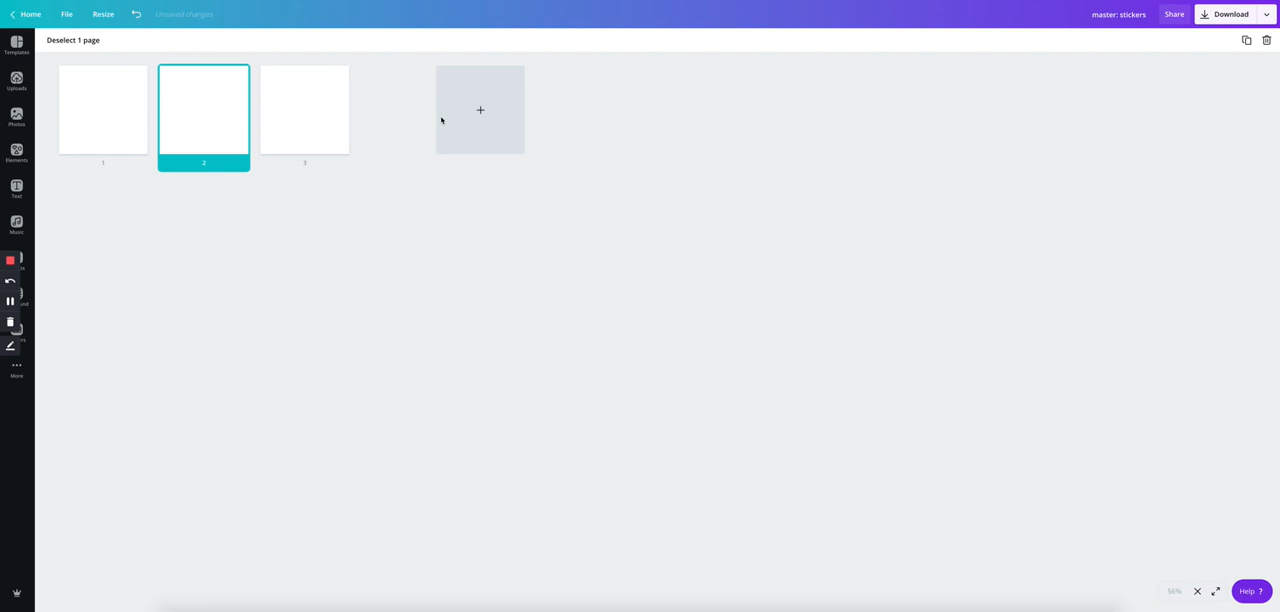 Home File Resize Unsaved changes master: stickers Share Download
Deselect 1 page
Templates
Uploads
Photos
Elements
Text
Music
More
1 2 3
56%
Help ?